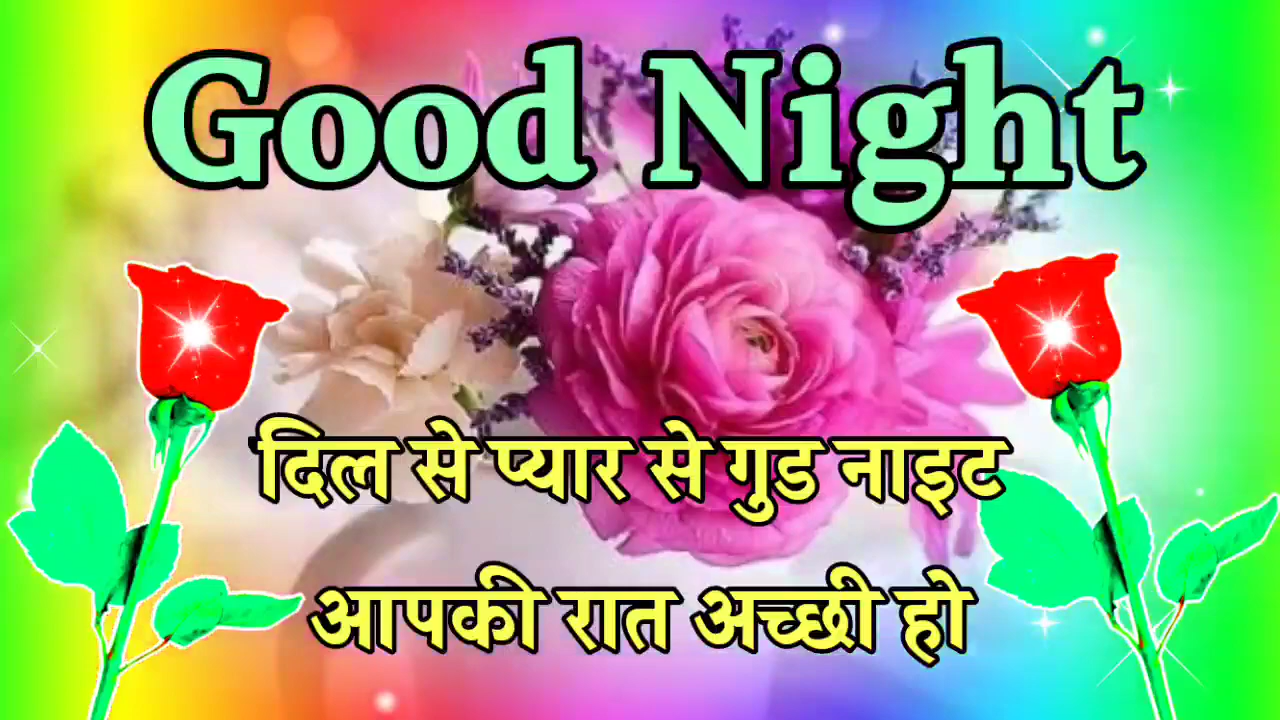 Good Night
दिल से प्यार से गुड नाइट
आपकी रात अच्छी हो